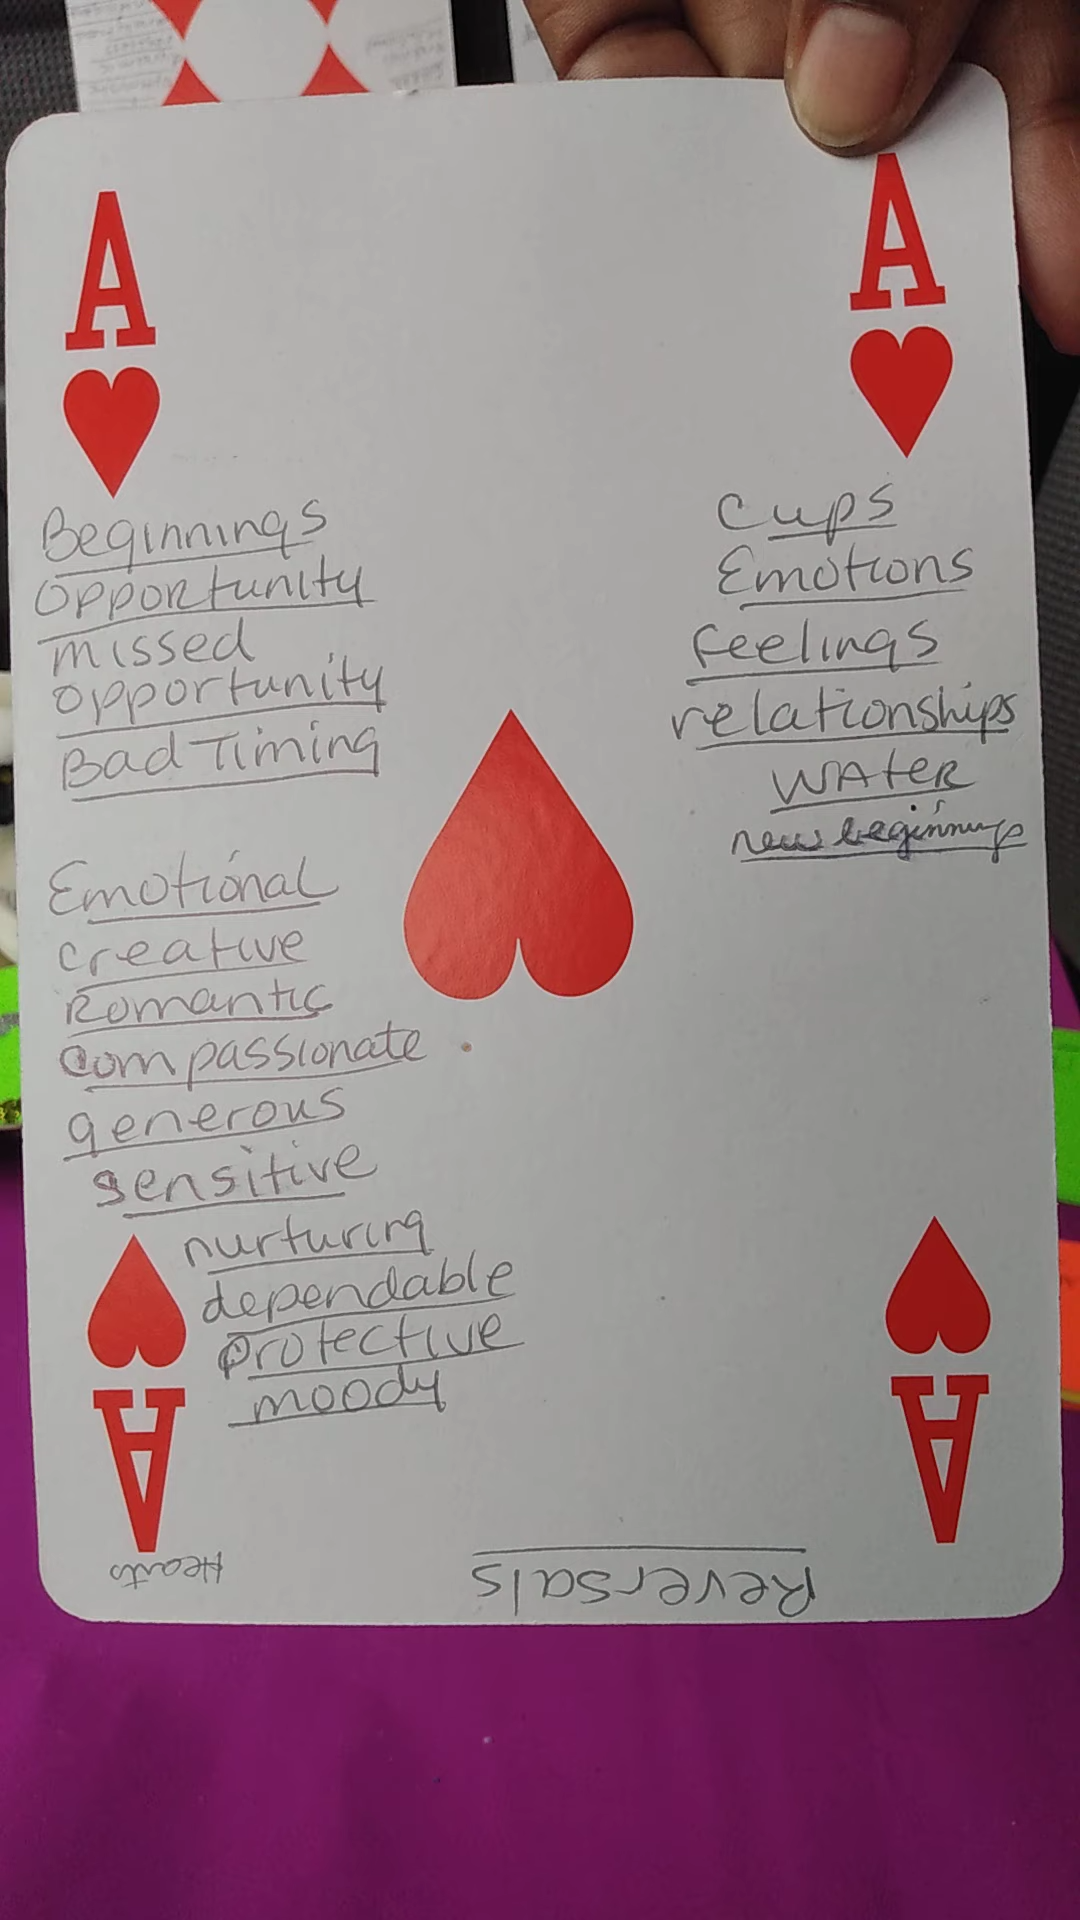 A
A
Beginnings
opportunity
missed
opportunity
Bad Timing
Cups
Emotions
feelings
relationships
WAteR
new beginnings
Emotional
creative
Romantic
compassionate
generous
sensitive
nurturing
dependable
protective
moody
A
A
Hearts
Reversals